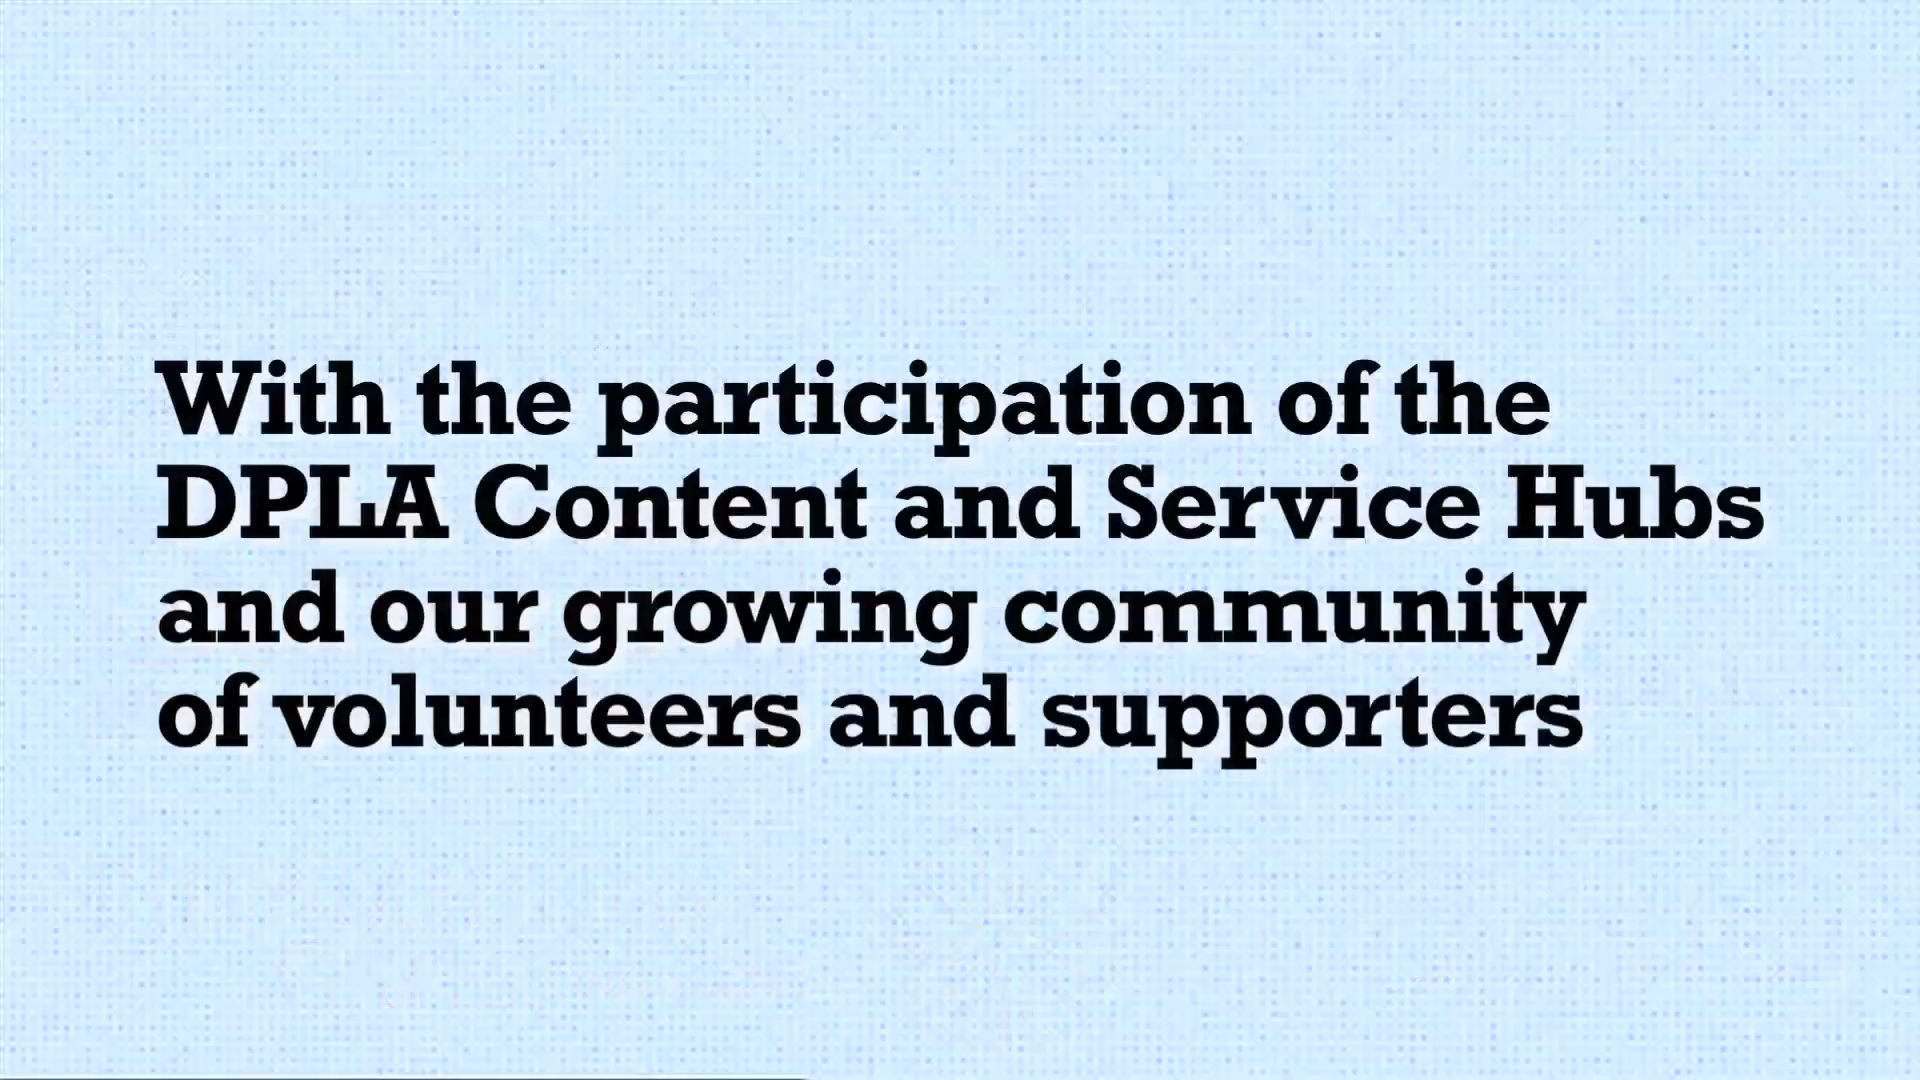 With the participation of the
DPLA Content and Service Hubs
and our growing community
of volunteers and supporters